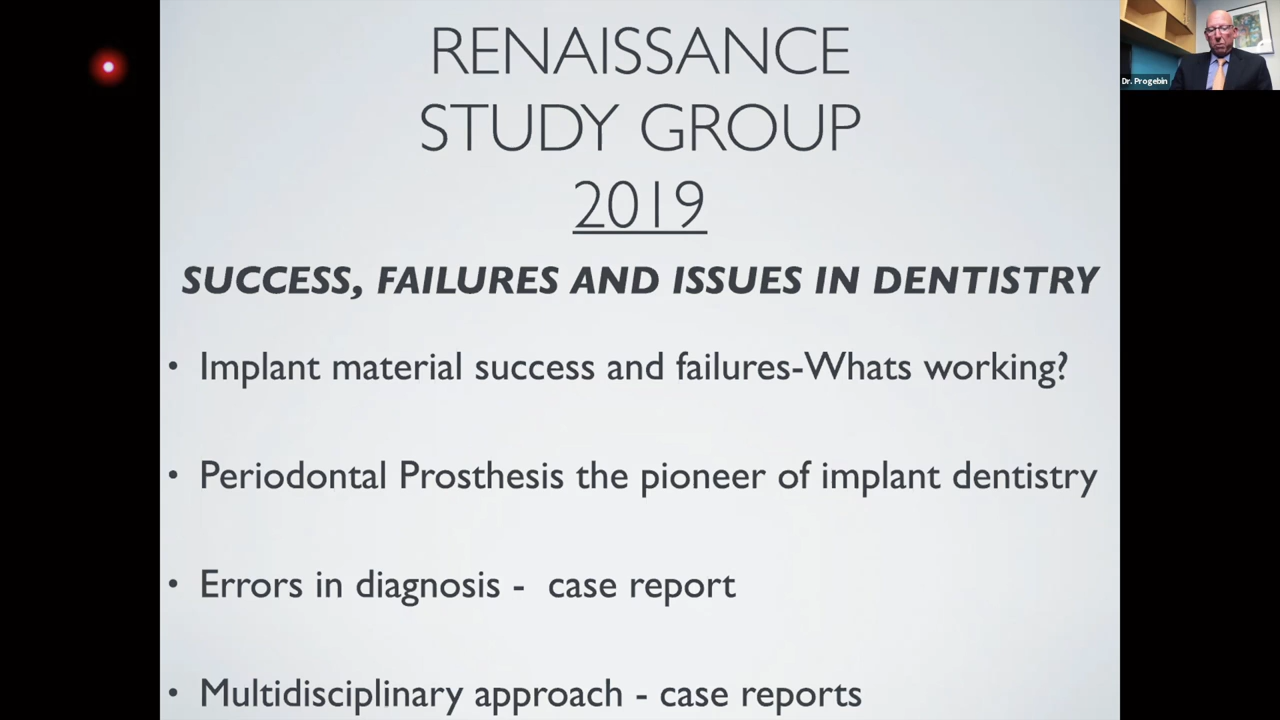 RENAISSANCE
STUDY GROUP
2019
SUCCESS, FAILURES AND ISSUES IN DENTISTRY
• Implant material success and failures-Whats working?
• Periodontal Prosthesis the pioneer of implant dentistry
• Errors in diagnosis - case report
• Multidisciplinary approach - case reports
Dr. Progebin